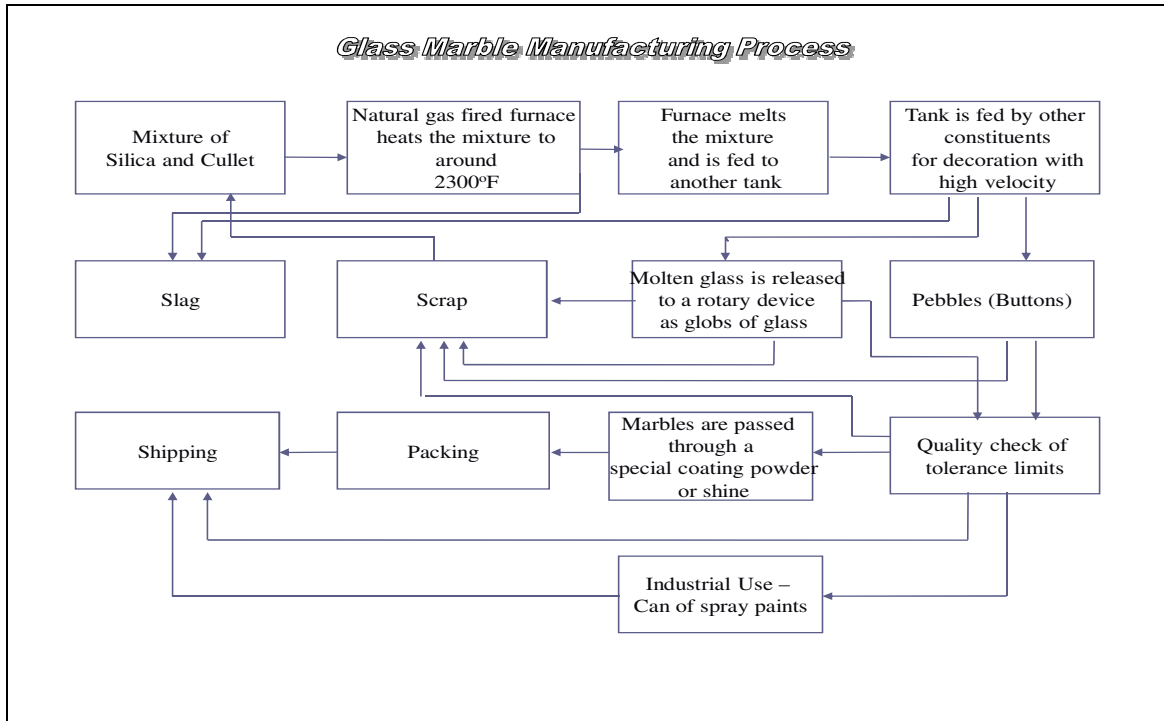 Glass Marble Manufacturing Process
Mixture of
Silica and Cullet
Natural gas fired furnace
heats the mixture to
around
2300°F
Furnace melts
the mixture
and is fed to
another tank
Tank is fed by other
constituents
for decoration with
high velocity
Slag
Scrap
Molten glass is released
to a rotary device
as globs of glass
Pebbles (Buttons)
Shipping
Packing
Marbles are passed
through a
special coating powder
or shine
Quality check of
tolerance limits
Industrial Use –
Can of spray paints